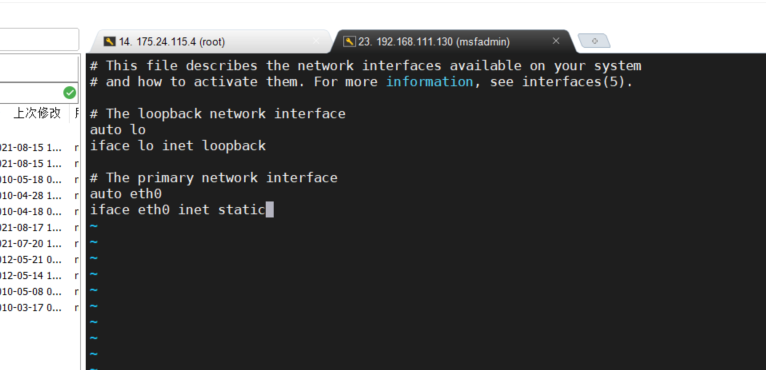 14. 175.24.115.4 (root)
23. 192.168.111.130 (msfadmin)
# This file describes the network interfaces available on your system
# and how to activate them. For more information, see interfaces(5).
# The loopback network interface
auto lo
iface lo inet loopback
# The primary network interface
auto eth0
iface eth0 inet static
~
~
~
~
~
~
~
~
~
~
上次修改
021-08-15 1... r
021-08-15 1... r
010-05-18 0... r
010-04-28 1... r
010-04-18 0... r
021-08-17 1... r
021-07-20 1... r
012-05-21 0... r
012-05-14 1... r
010-05-08 0... r
010-03-17 0... r